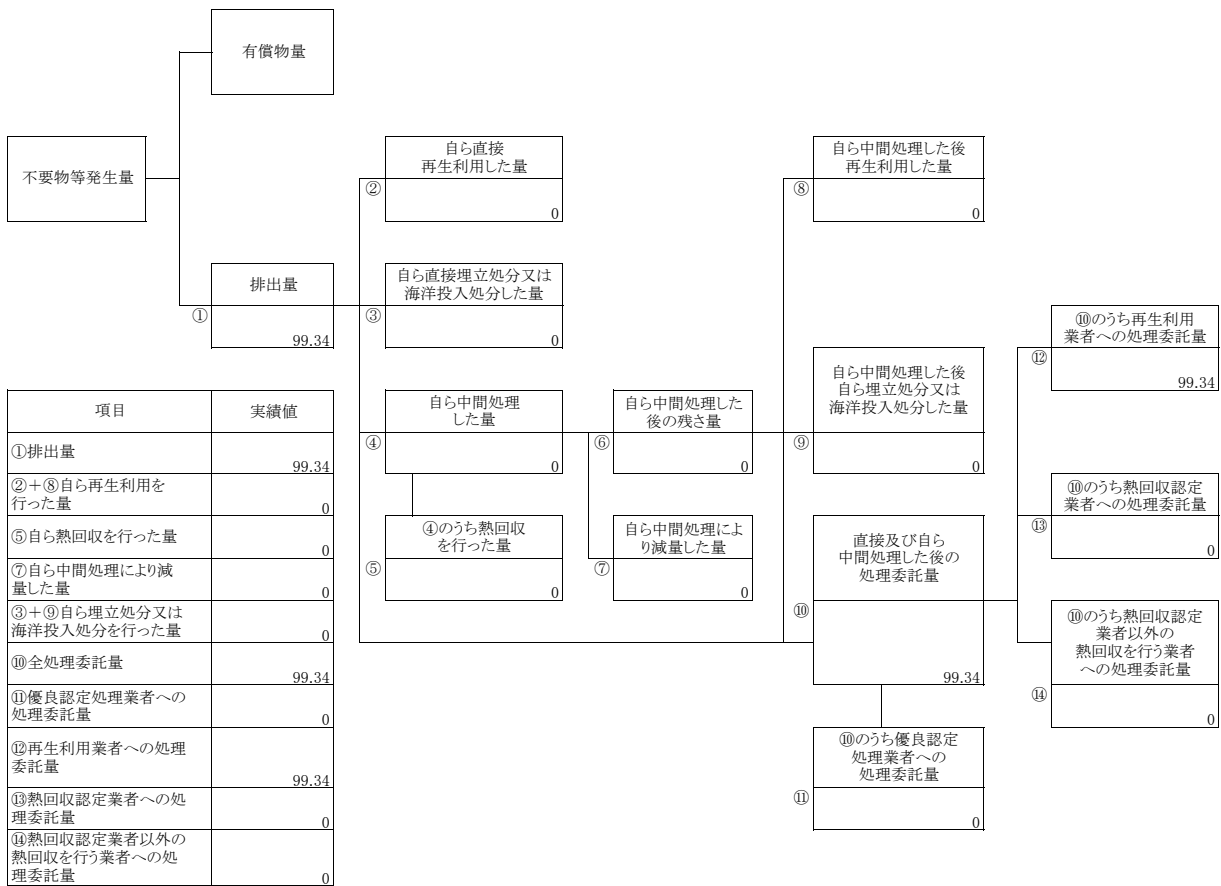 有償物量
不要物等発生量
自ら直接
再生利用した量
②
0
自ら中間処理した後
再生利用した量
⑧
0
排出量
①
99.34
自ら直接埋立処分又は
海洋投入処分した量
③
0
⑩のうち再生利用
業者への処理委託量
⑫
99.34
自ら中間処理
した量
④
0
自ら中間処理した
後の残さ量
⑥
0
自ら中間処理した後
自ら埋立処分又は
海洋投入処分した量
⑨
0
⑩のうち熱回収認定
業者への処理委託量
⑬
0
④のうち熱回収
を行った量
⑤
0
自ら中間処理によ
り減量した量
⑦
0
直接及び自ら
中間処理した後の
処理委託量
⑩
99.34
⑩のうち熱回収認定
業者以外の
熱回収を行う業者
への処理委託量
⑭
0
⑩のうち優良認定
処理業者への
処理委託量
⑪
0
項目 実績値
①排出量
99.34
②+⑧自ら再生利用を
行った量
0
⑤自ら熱回収を行った量
0
⑦自ら中間処理により減
量した量
0
③+⑨自ら埋立処分又は
海洋投入処分を行った量
0
⑩全処理委託量
99.34
⑪優良認定処理業者への
処理委託量
0
⑫再生利用業者への処理
委託量
99.34
⑬熱回収認定業者への処
理委託量
0
⑭熱回収認定業者以外の
熱回収を行う業者への処
理委託量
0